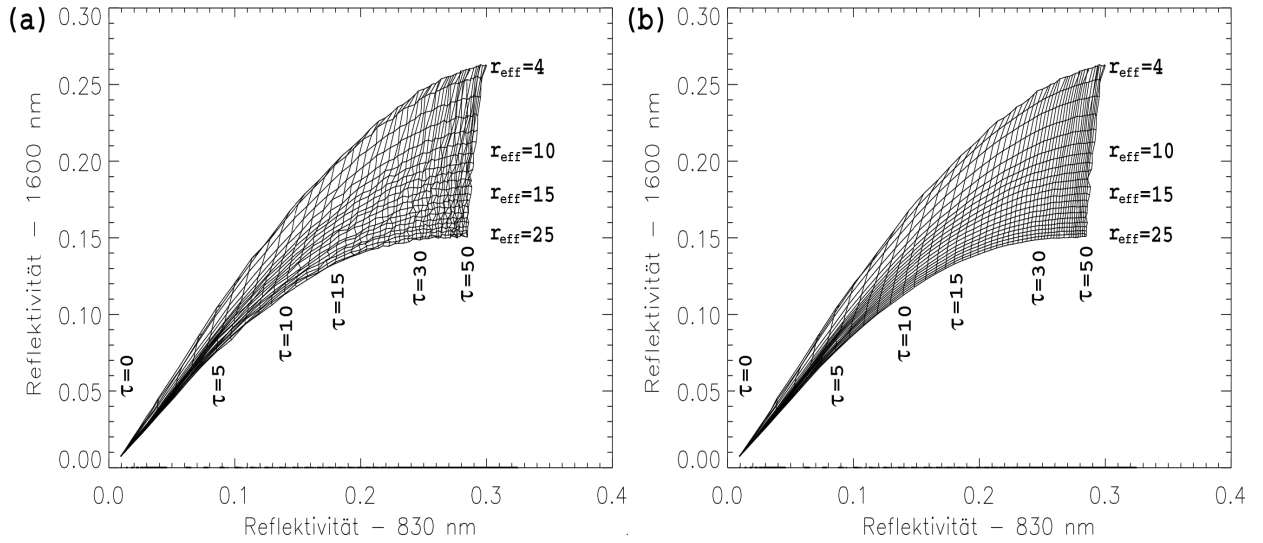 (a)
0.30
0.25
0.20
0.15
0.10
0.05
0.00
Reflektivität – 1600 nm
r_eff=4
r_eff=10
r_eff=15
r_eff=25
τ=0
τ=5
τ=10
τ=15
τ=30
τ=50
0.0 0.1 0.2 0.3 0.4
Reflektivität – 830 nm
(b)
0.30
0.25
0.20
0.15
0.10
0.05
0.00
Reflektivität – 1600 nm
r_eff=4
r_eff=10
r_eff=15
r_eff=25
τ=0
τ=5
τ=10
τ=15
τ=30
τ=50
0.0 0.1 0.2 0.3 0.4
Reflektivität – 830 nm